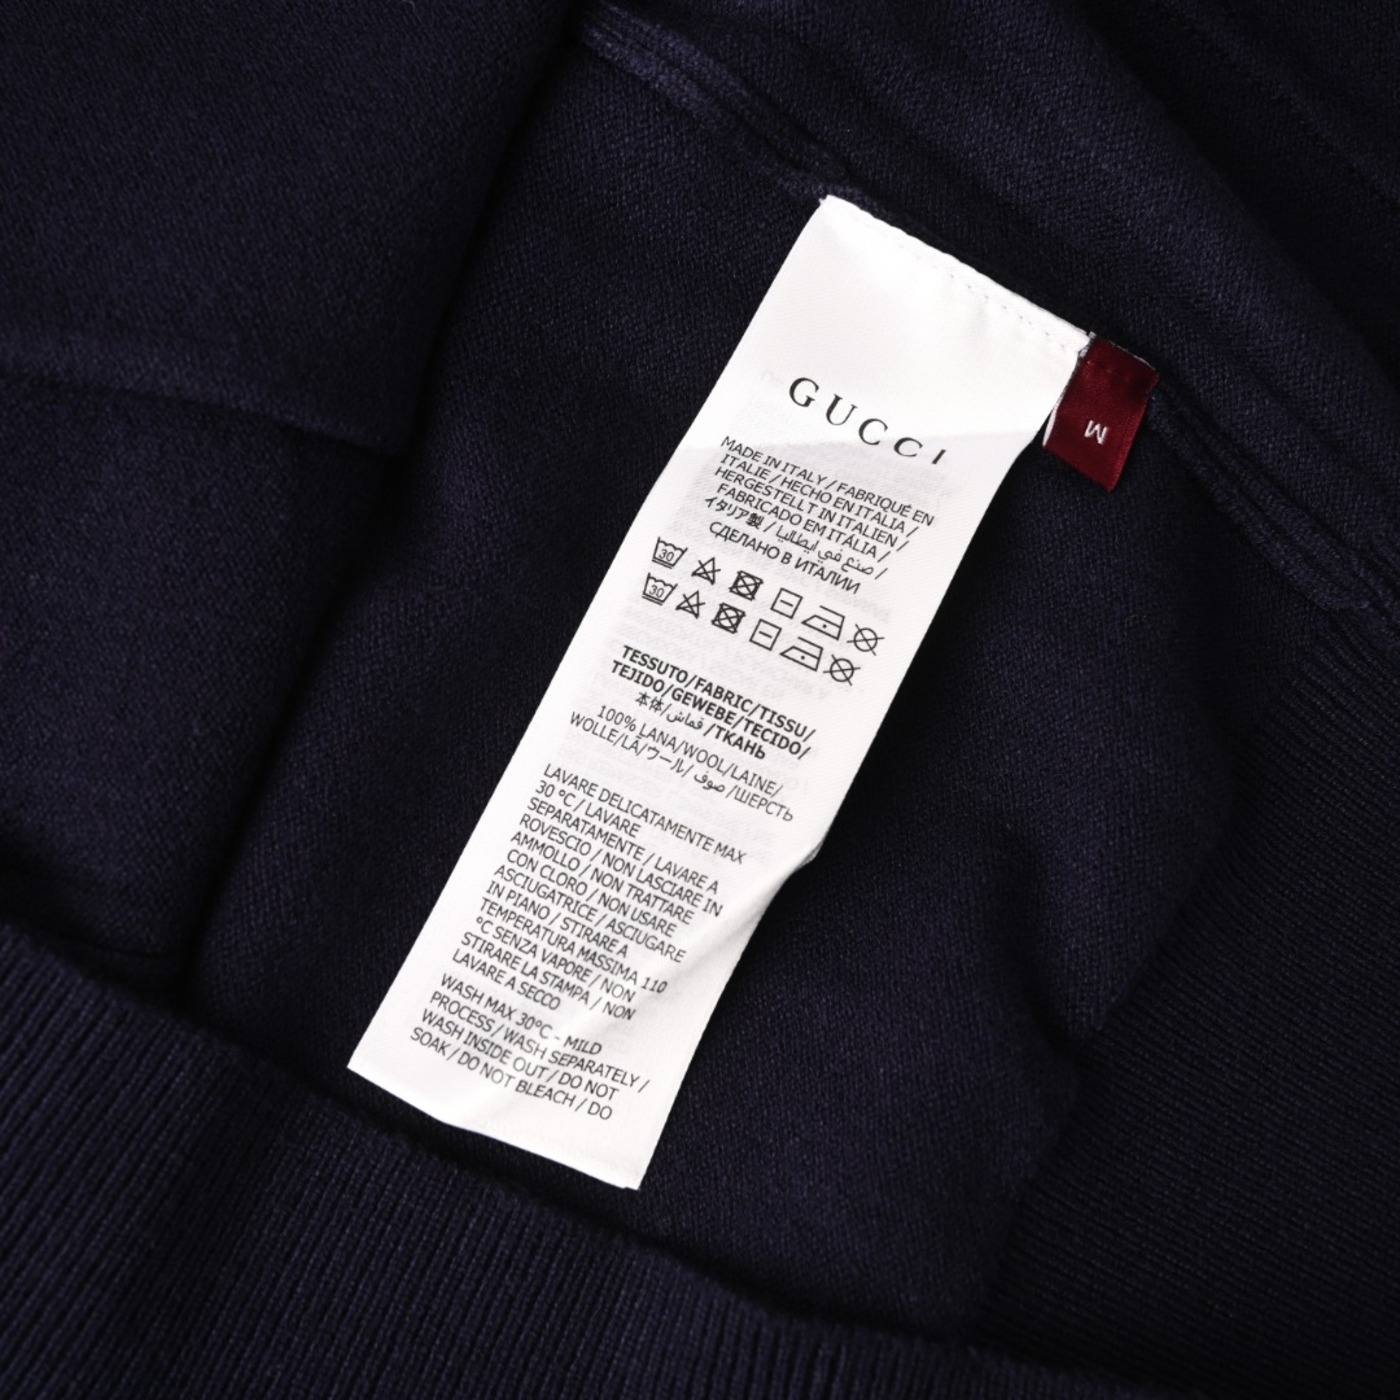 GUCCI
M
MADE IN ITALY / FABRIQUÉ EN
ITALIE / HECHO EN ITALIA /
HERGESTELLT IN ITALIEN /
FABRICADO EM ITÁLIA /
イタリア製 / صنع في ايطاليا /
СДЕЛАНО В ИТАЛИИ
30
30
TESSUTO/FABRIC/TISSU/
TEJIDO/GEWEBE/TECIDO/
本体/قماش /ТКАНЬ
100% LANA/WOOL/LAINE/
WOLLE/LÃ/ウール/ صوف /ШЕРСТЬ
LAVARE DELICATAMENTE MAX
30 °C / LAVARE
SEPARATAMENTE / LAVARE A
ROVESCIO / NON LASCIARE IN
AMMOLLO / NON TRATTARE
CON CLORO / NON USARE
ASCIUGATRICE / ASCIUGARE
IN PIANO / STIRARE A
TEMPERATURA MASSIMA 110
°C SENZA VAPORE / NON
STIRARE LA STAMPA / NON
LAVARE A SECCO
WASH MAX 30°C - MILD
PROCESS / WASH SEPARATELY /
WASH INSIDE OUT / DO NOT
SOAK / DO NOT BLEACH / DO